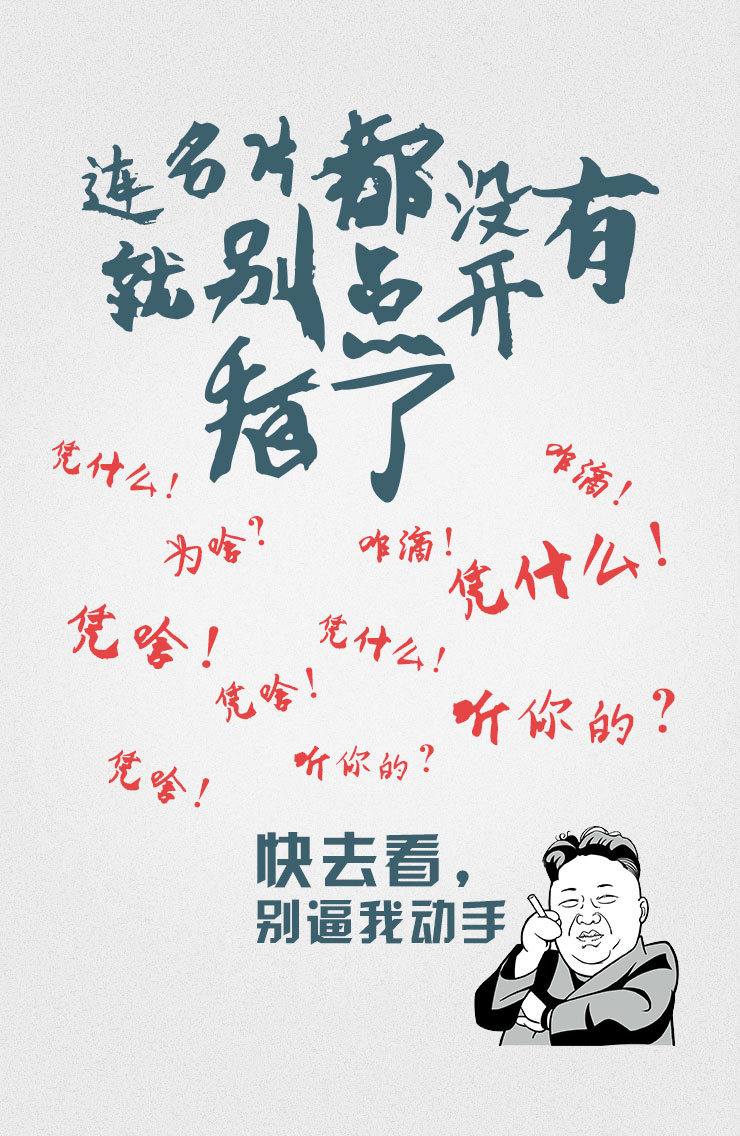 连名片都没有
就别点开
看了
凭什么！
咋滴！
为啥？
咋滴！
凭什么！
凭啥！
凭什么！
凭啥！
听你的？
听你的？
凭啥！
快去看，
别逼我动手